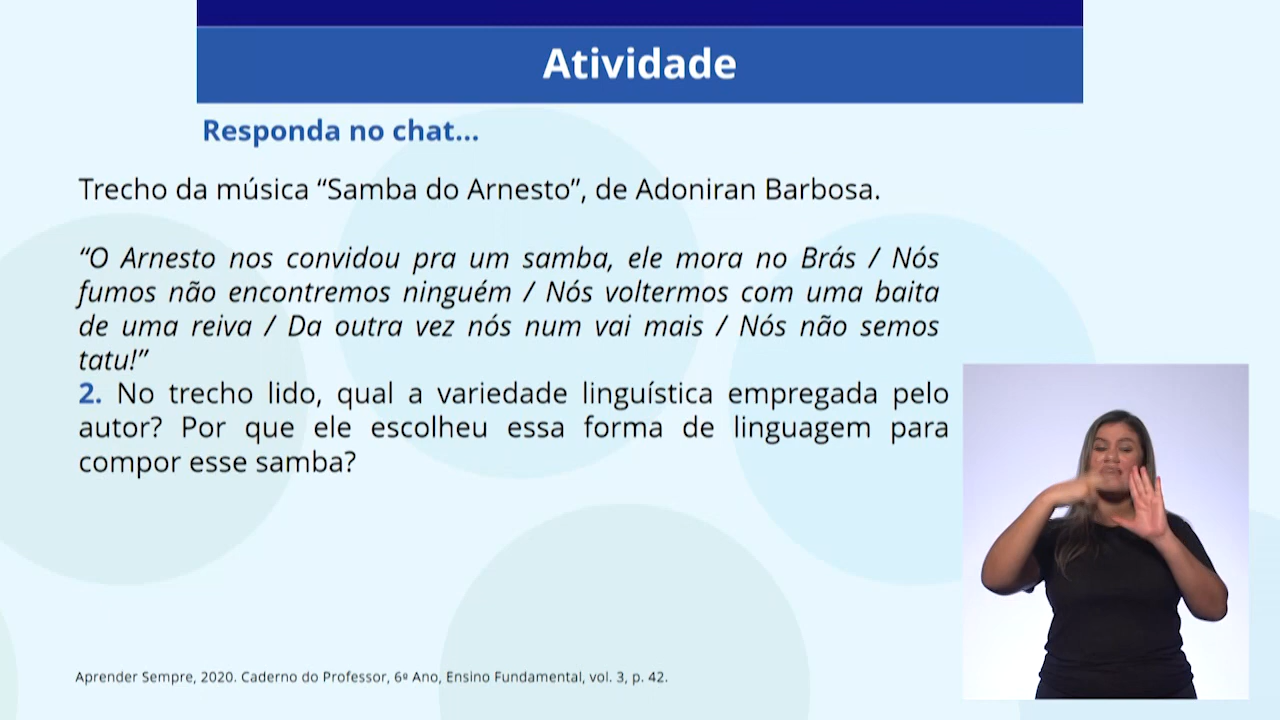 Atividade
Responda no chat...
Trecho da música “Samba do Arnesto”, de Adoniran Barbosa.
“O Arnesto nos convidou pra um samba, ele mora no Brás / Nós
fumos não encontremos ninguém / Nós voltermos com uma baita
de uma reiva / Da outra vez nós num vai mais / Nós não semos
tatu!”
2. No trecho lido, qual a variedade linguística empregada pelo
autor? Por que ele escolheu essa forma de linguagem para
compor esse samba?
Aprender Sempre, 2020. Caderno do Professor, 6º Ano, Ensino Fundamental, vol. 3, p. 42.